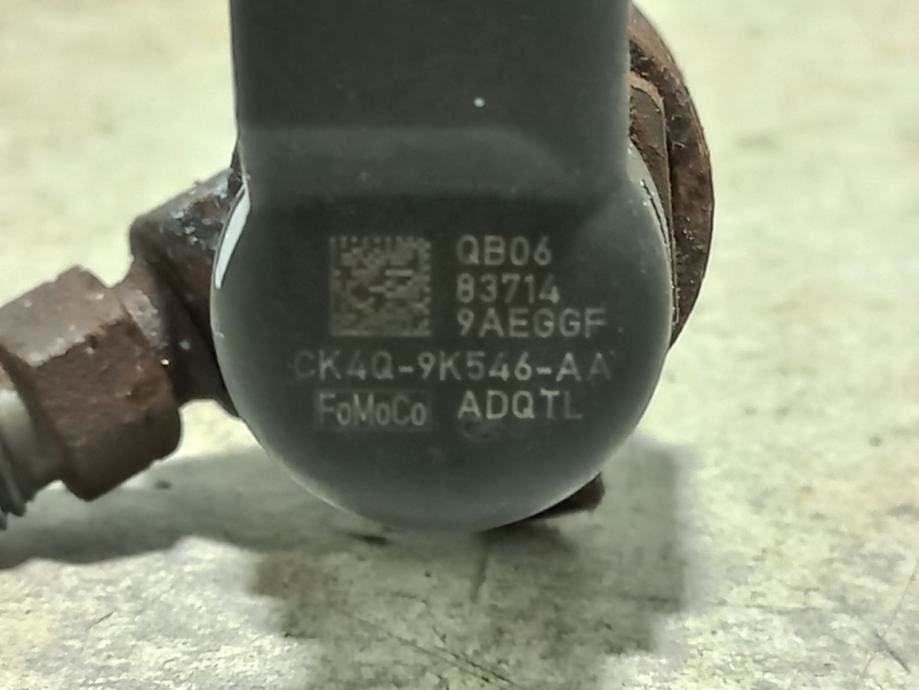 QB06
83714
9AEGGF
CK4Q-9K546-AA
FoMoCo ADQTL